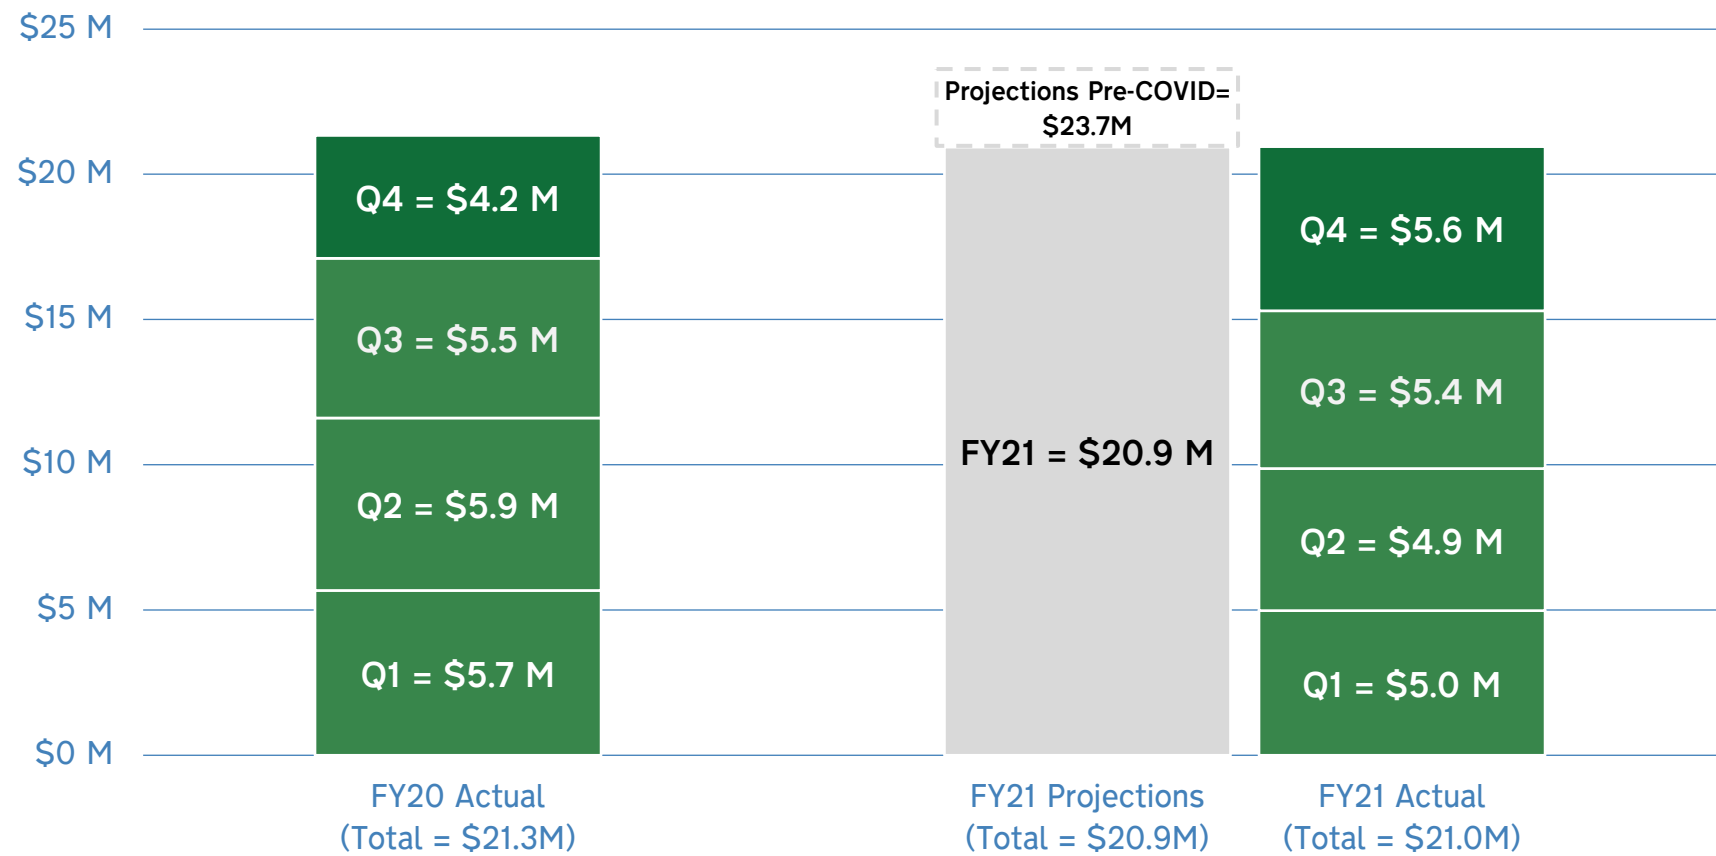 $25 M
$20 M
$15 M
$10 M
$5 M
$0 M
Q4 = $4.2 M
Q3 = $5.5 M
Q2 = $5.9 M
Q1 = $5.7 M
Projections Pre-COVID=
$23.7M
FY21 = $20.9 M
Q4 = $5.6 M
Q3 = $5.4 M
Q2 = $4.9 M
Q1 = $5.0 M
FY20 Actual
(Total = $21.3M)
FY21 Projections
(Total = $20.9M)
FY21 Actual
(Total = $21.0M)